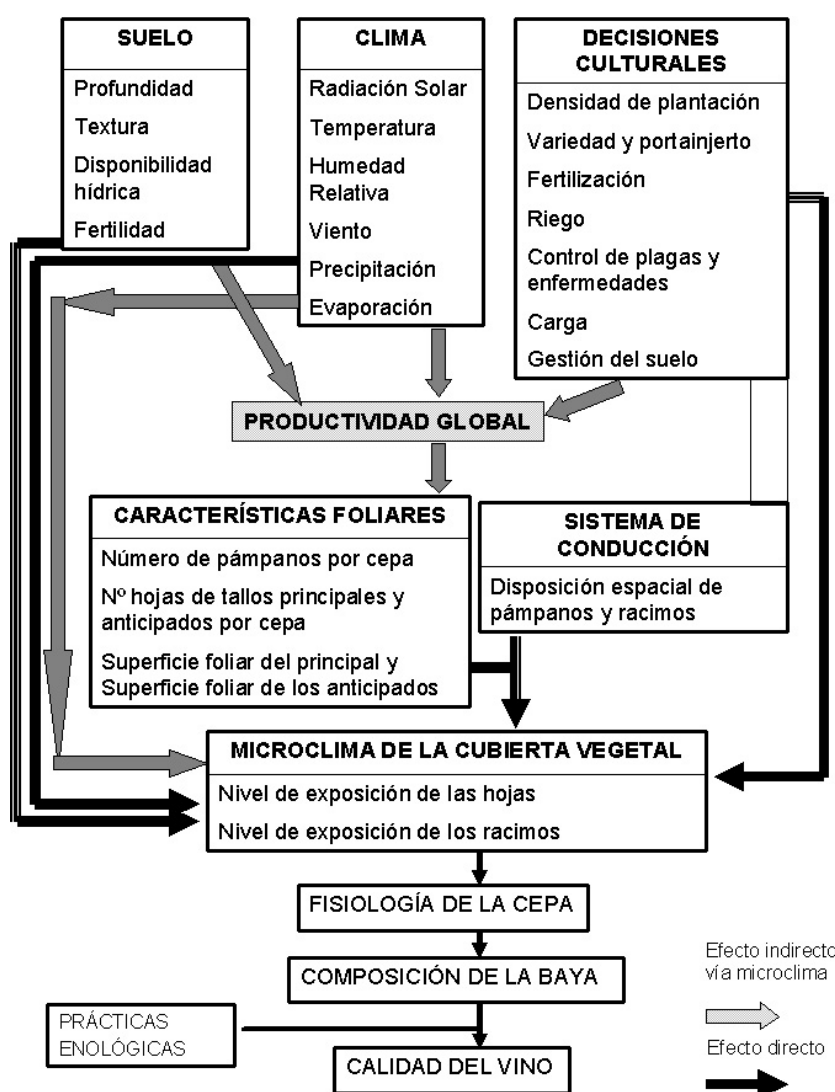 SUELO
Profundidad
Textura
Disponibilidad
hídrica
Fertilidad
CLIMA
Radiación Solar
Temperatura
Humedad
Relativa
Viento
Precipitación
Evaporación
DECISIONES
CULTURALES
Densidad de plantación
Variedad y portainjerto
Fertilización
Riego
Control de plagas y
enfermedades
Carga
Gestión del suelo
PRODUCTIVIDAD GLOBAL
CARACTERÍSTICAS FOLIARES
Número de pámpanos por cepa
Nº hojas de tallos principales y
anticipados por cepa
Superficie foliar del principal y
Superficie foliar de los anticipados
SISTEMA DE
CONDUCCIÓN
Disposición espacial de
pámpanos y racimos
MICROCLIMA DE LA CUBIERTA VEGETAL
Nivel de exposición de las hojas
Nivel de exposición de los racimos
FISIOLOGÍA DE LA CEPA
COMPOSICIÓN DE LA BAYA
PRÁCTICAS
ENOLÓGICAS
CALIDAD DEL VINO
Efecto indirecto
vía microclima
Efecto directo